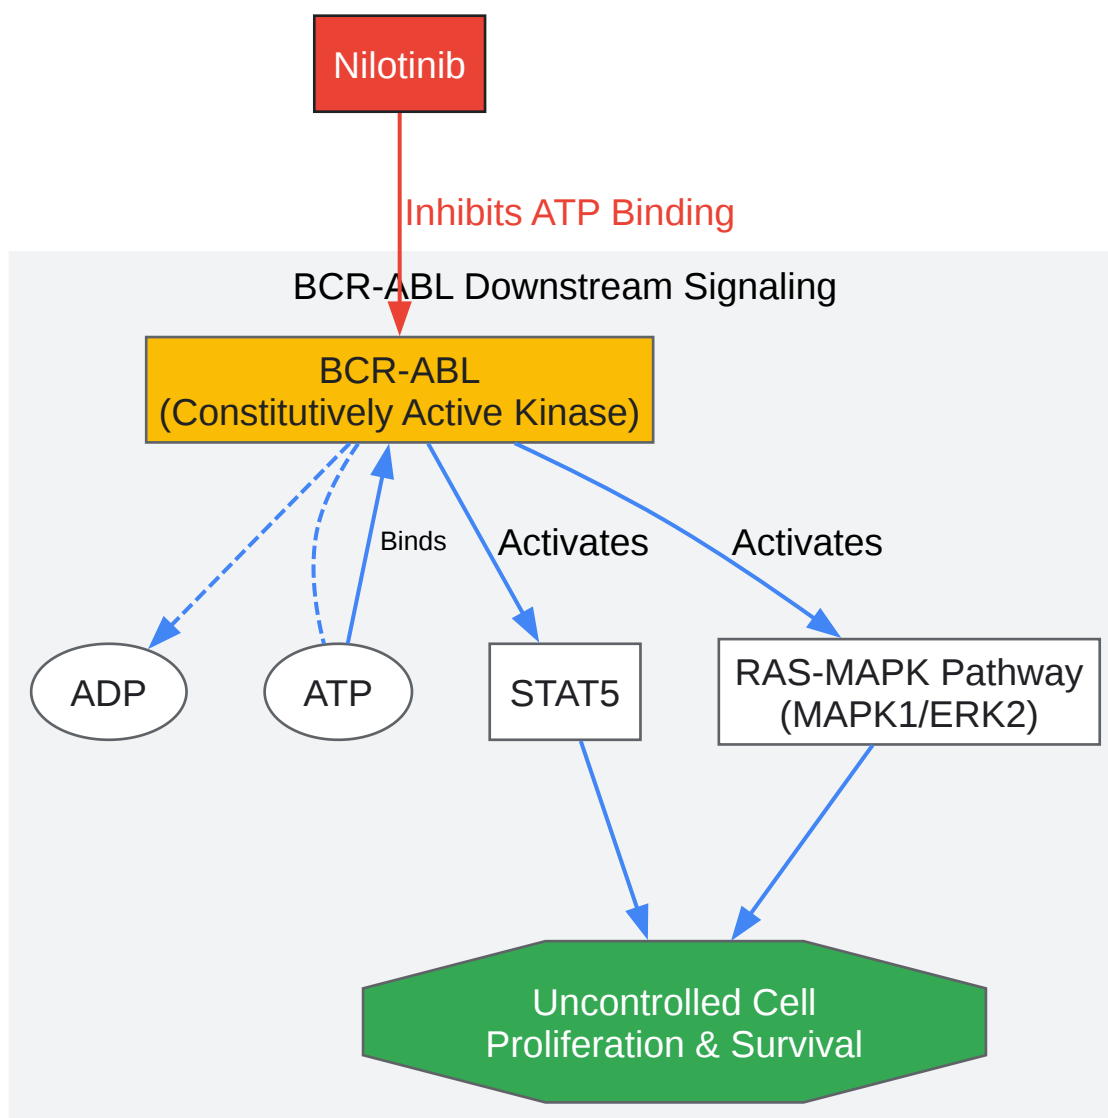 Nilotinib
Inhibits ATP Binding
BCR-ABL Downstream Signaling
BCR-ABL
(Constitutively Active Kinase)
Binds
Activates
Activates
ADP
ATP
STAT5
RAS-MAPK Pathway
(MAPK1/ERK2)
Uncontrolled Cell
Proliferation & Survival